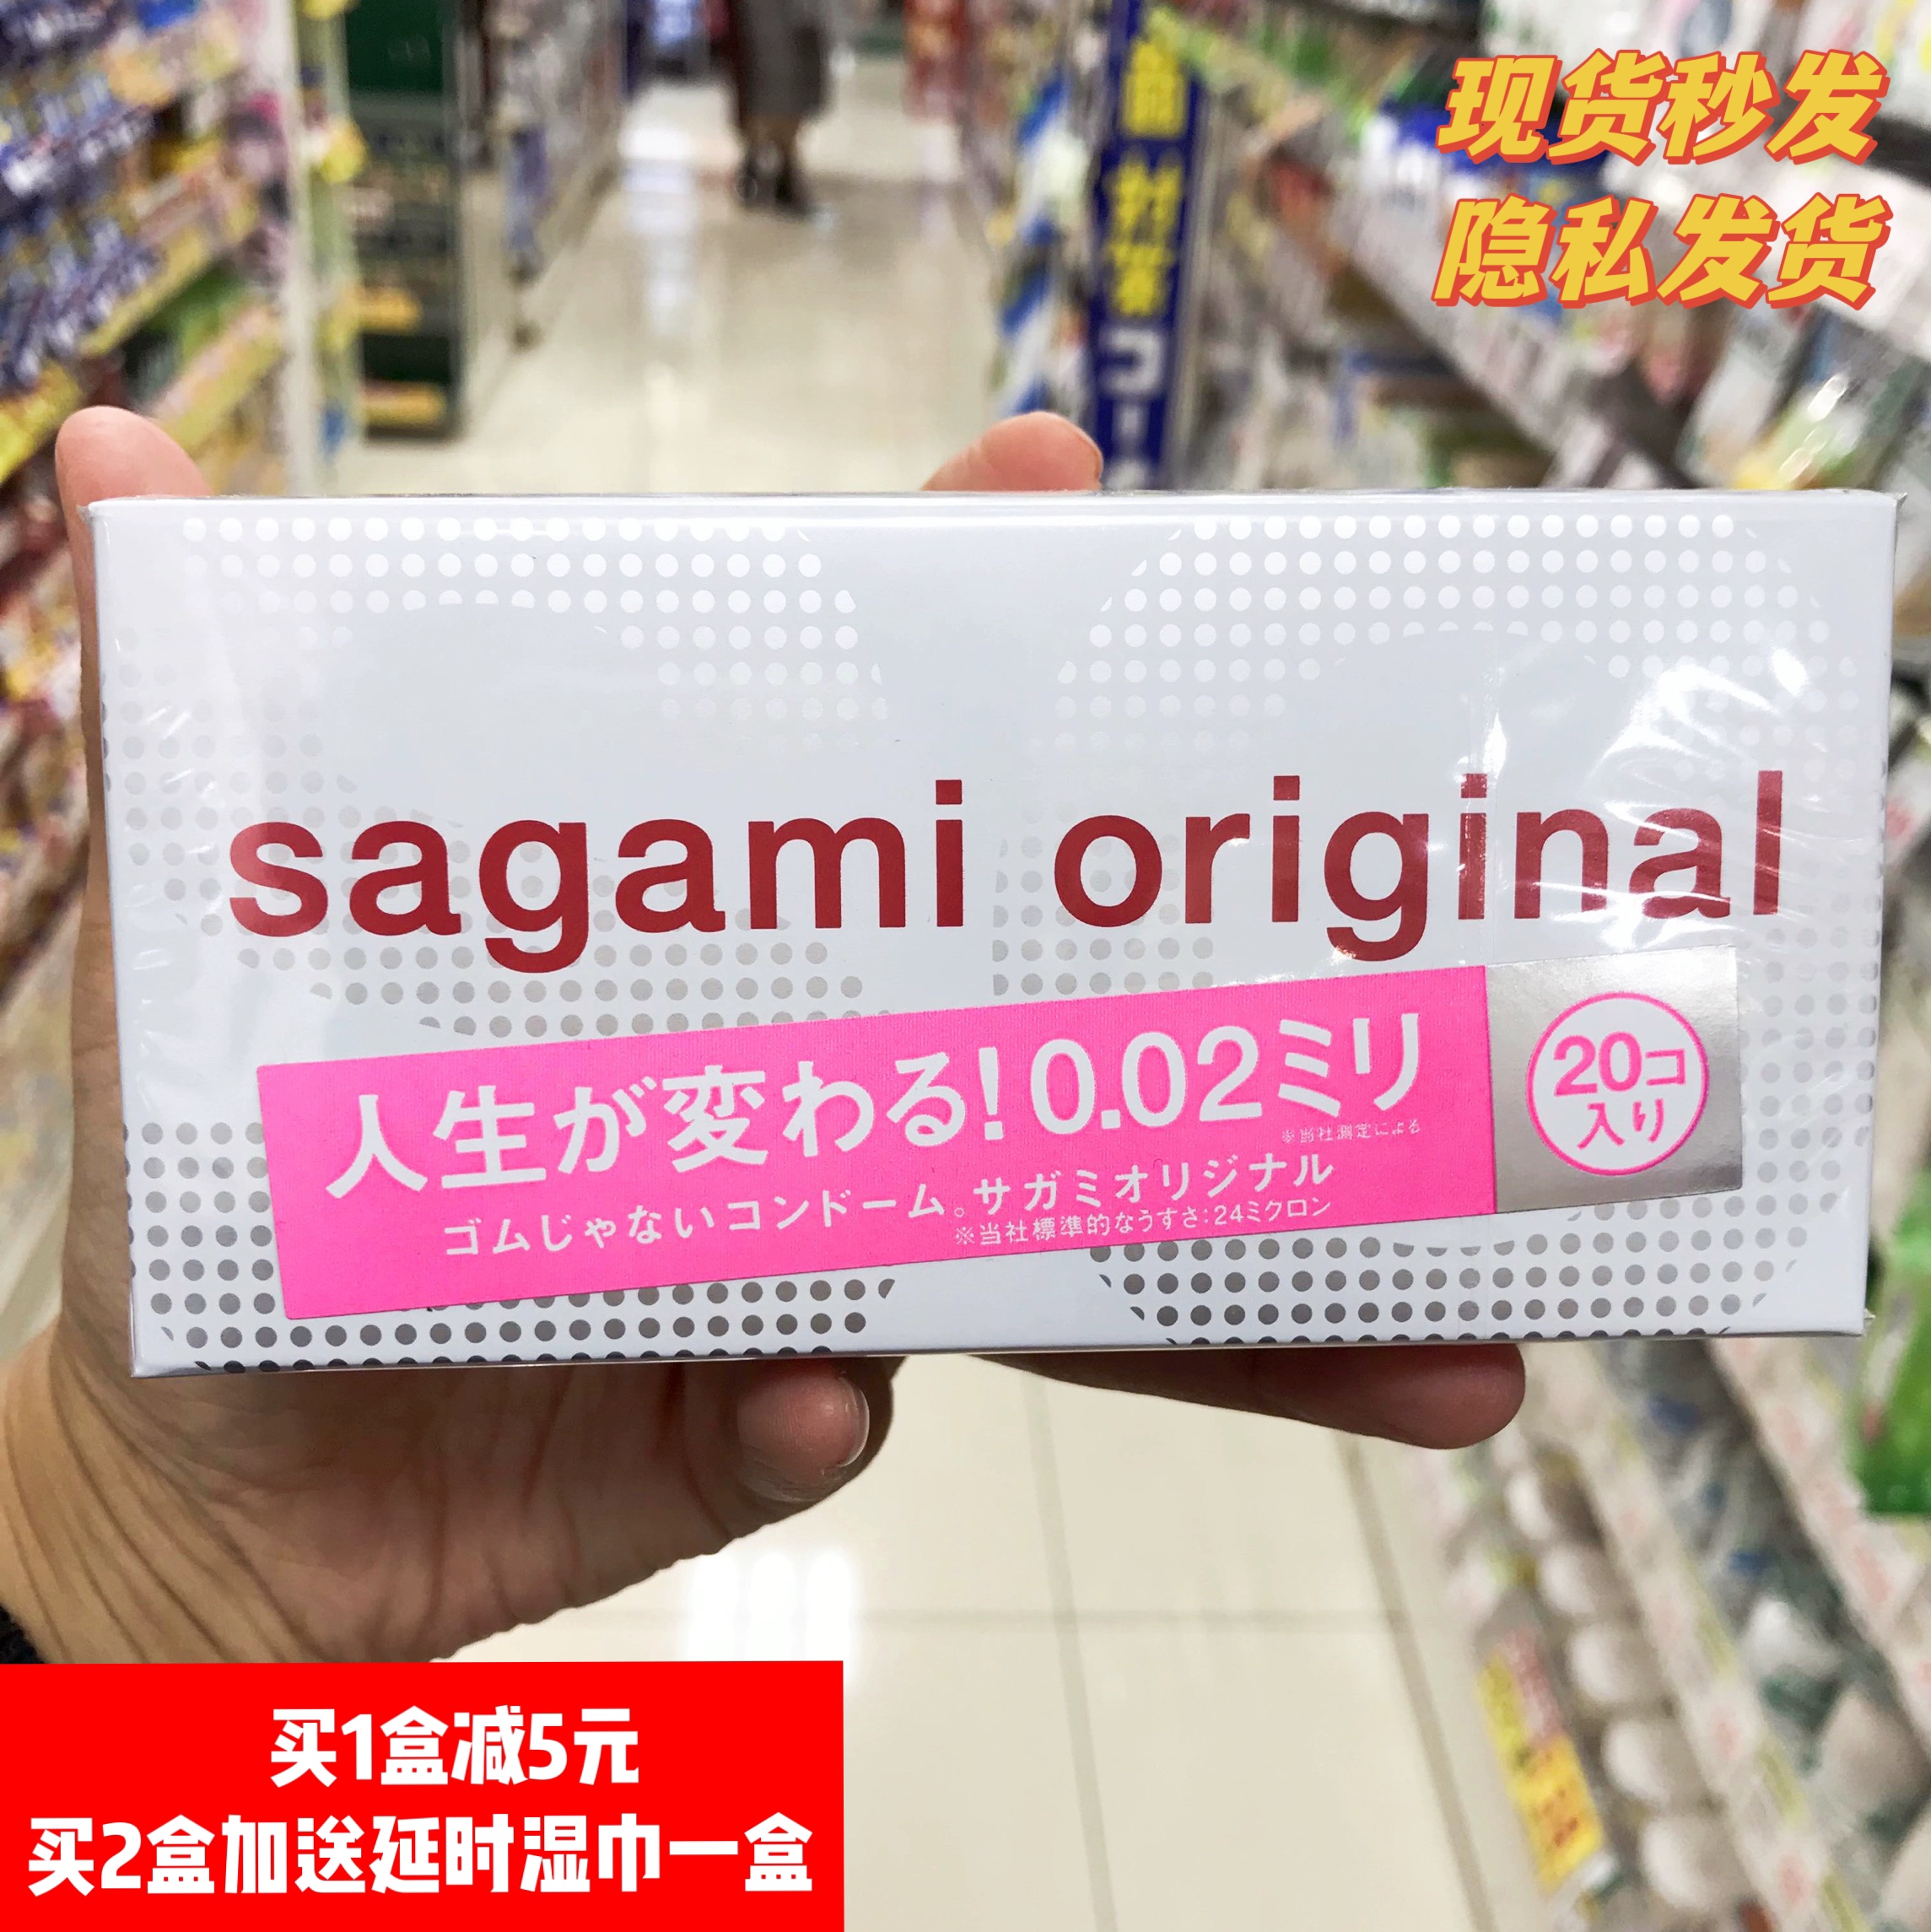 现货秒发
隐私发货
sagami original
人生が変わる!0.02ミリ
※当社測定による
20コ
入り
ゴムじゃないコンドーム。サガミオリジナル
※当社標準的なうすさ:24ミクロン
コー
买1盒减5元
买2盒加送延时湿巾一盒